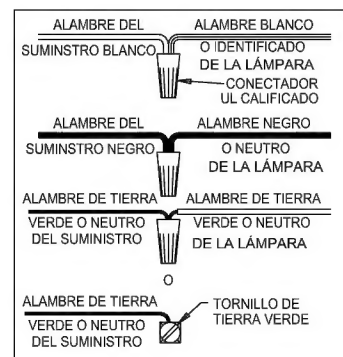 ALAMBRE DEL ALAMBRE BLANCO
SUMINSTRO BLANCO O IDENTIFICADO
DE LA LÁMPARA
CONECTADOR
UL CALIFICADO
ALAMBRE DEL ALAMBRE NEGRO
SUMINSTRO NEGRO O NEUTRO
DE LA LÁMPARA
ALAMBRE DE TIERRA ALAMBRE DE TIERRA
VERDE O NEUTRO VERDE O NEUTRO
DEL SUMINISTRO DE LA LÁMPARA
O
ALAMBRE DE TIERRA TORNILLO DE
VERDE O NEUTRO TIERRA VERDE
DEL SUMINISTRO